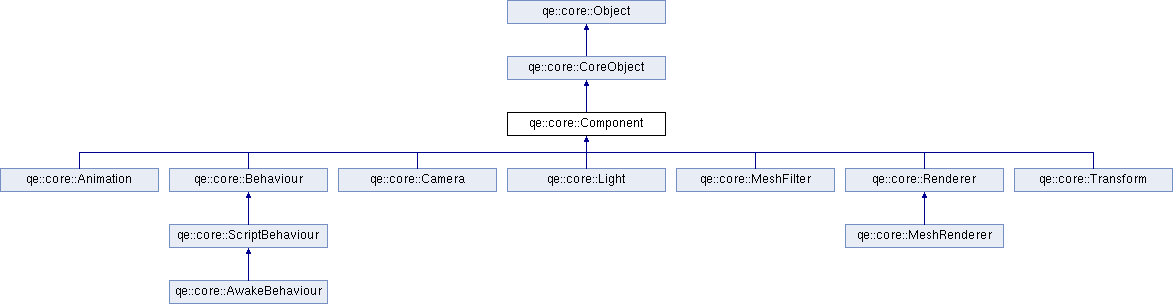 qe::core::Object
qe::core::CoreObject
qe::core::Component
qe::core::Animation
qe::core::Behaviour
qe::core::Camera
qe::core::Light
qe::core::MeshFilter
qe::core::Renderer
qe::core::Transform
qe::core::ScriptBehaviour
qe::core::MeshRenderer
qe::core::AwakeBehaviour